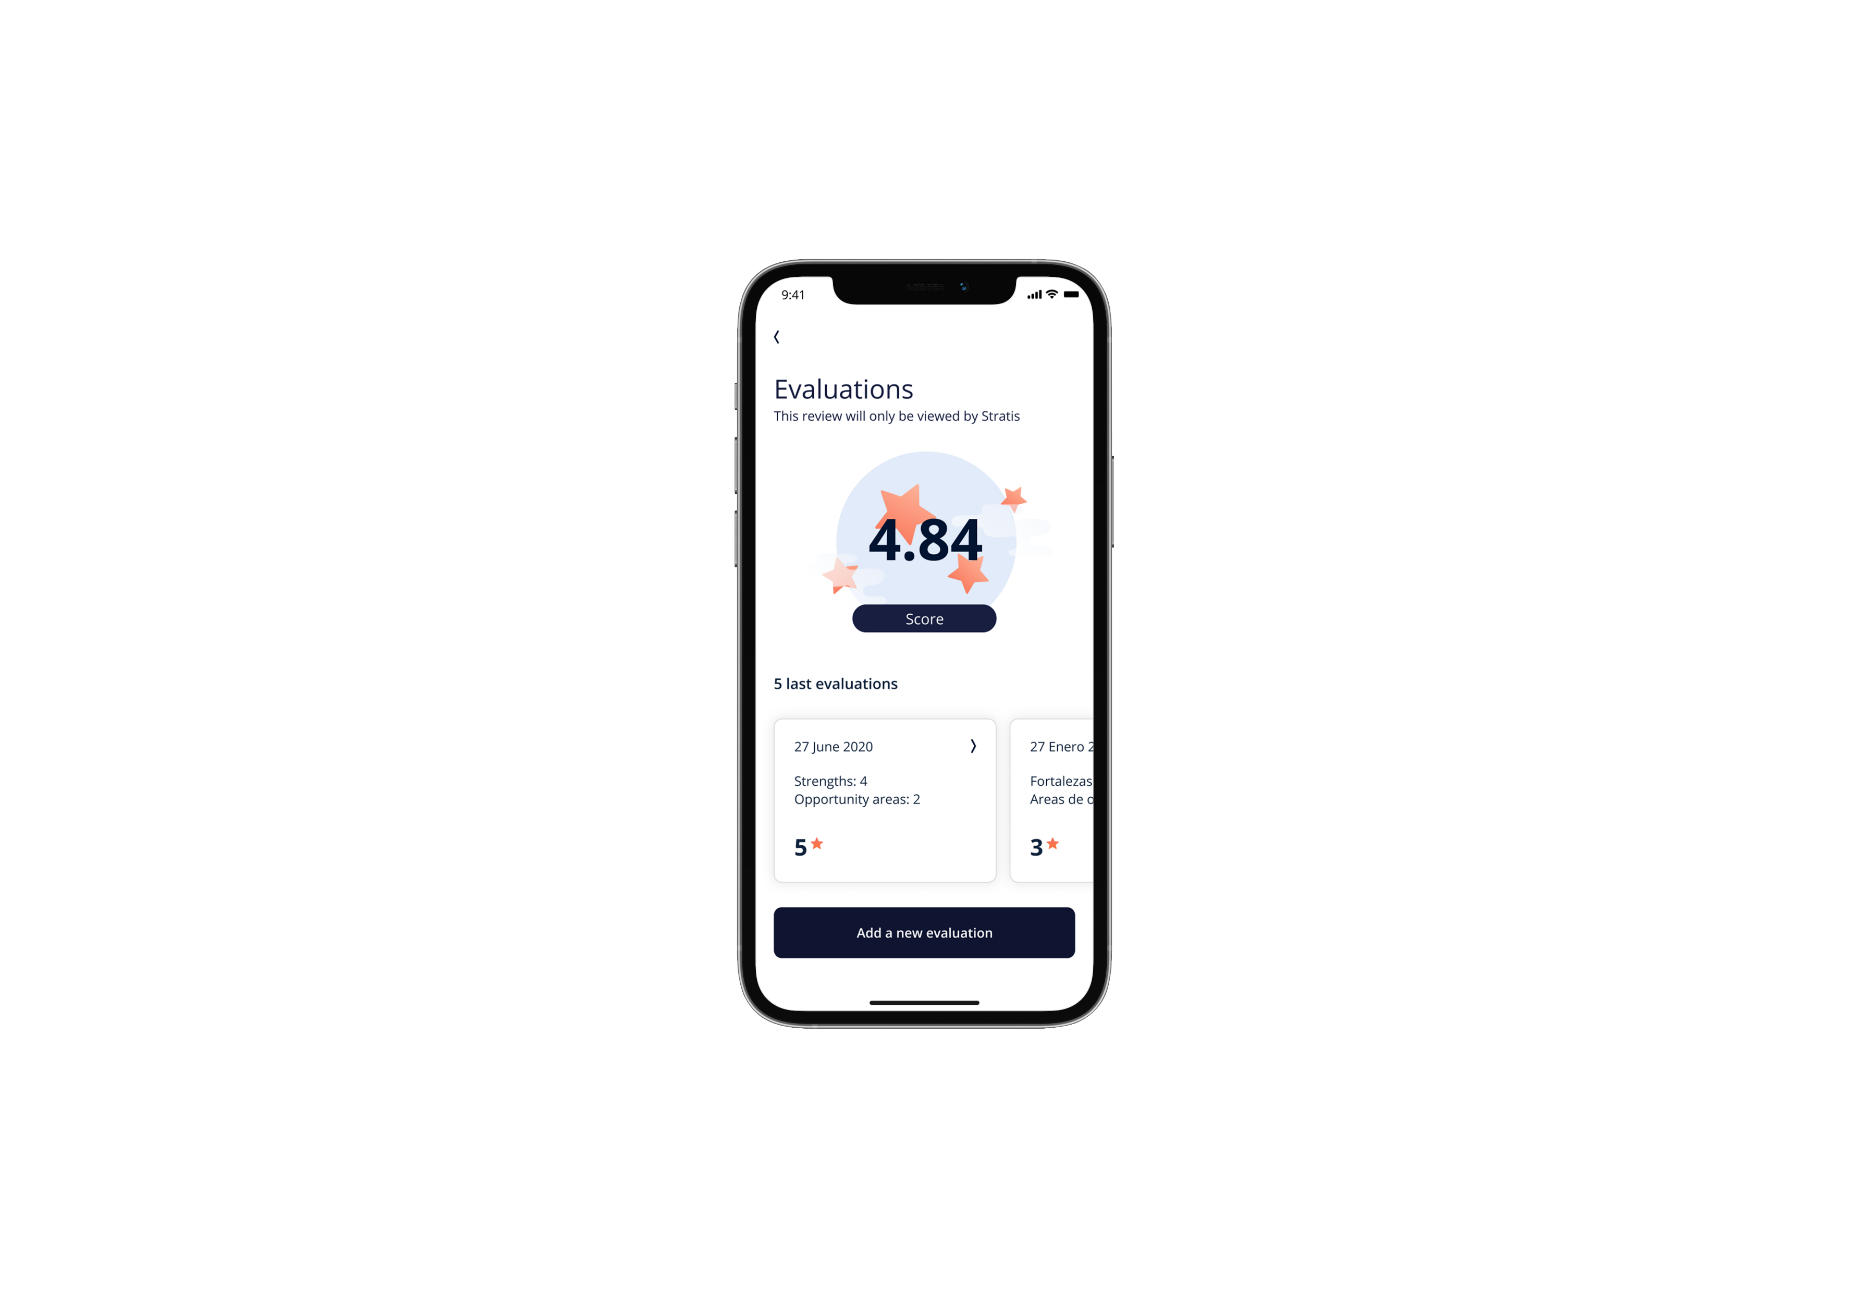 9:41
Evaluations
This review will only be viewed by Stratis
4.84
Score
5 last evaluations
27 June 2020
Strengths: 4
Opportunity areas: 2
5
27 Enero 2
Fortalezas
Areas de o
3
Add a new evaluation